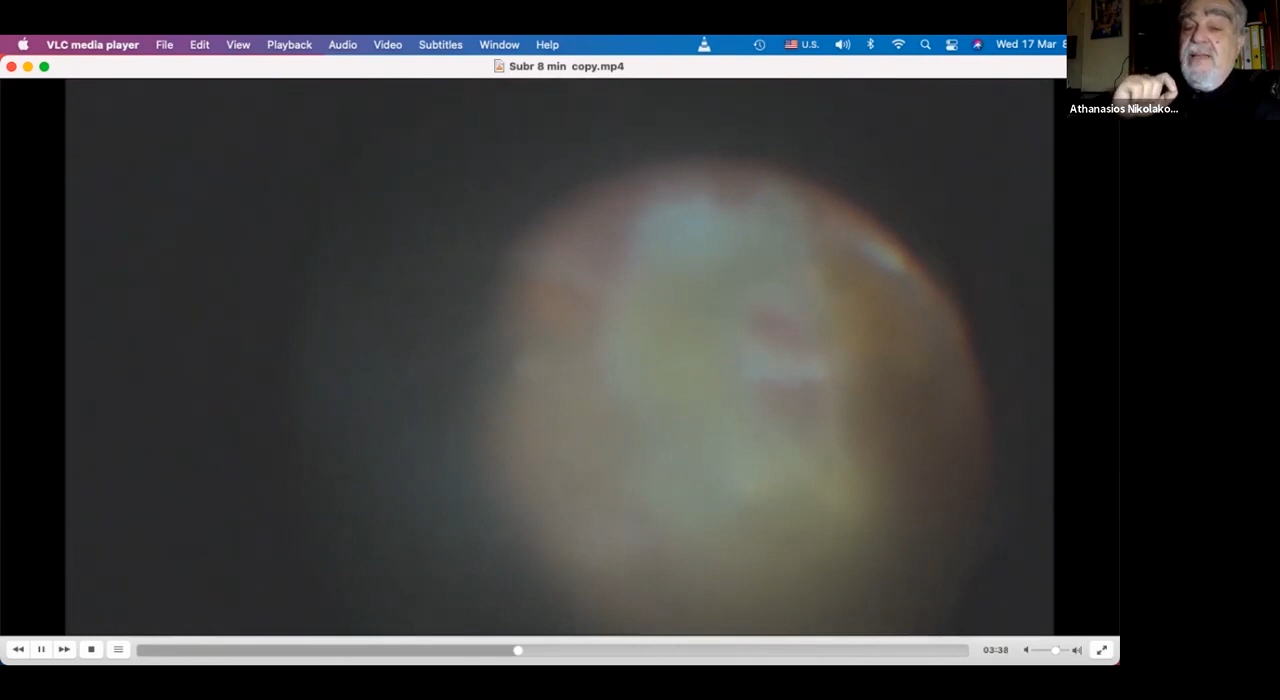 VLC media player File Edit View Playback Audio Video Subtitles Window Help U.S. Wed 17 Mar
Subr 8 min copy.mp4
Athanasios Nikolako...
03:38